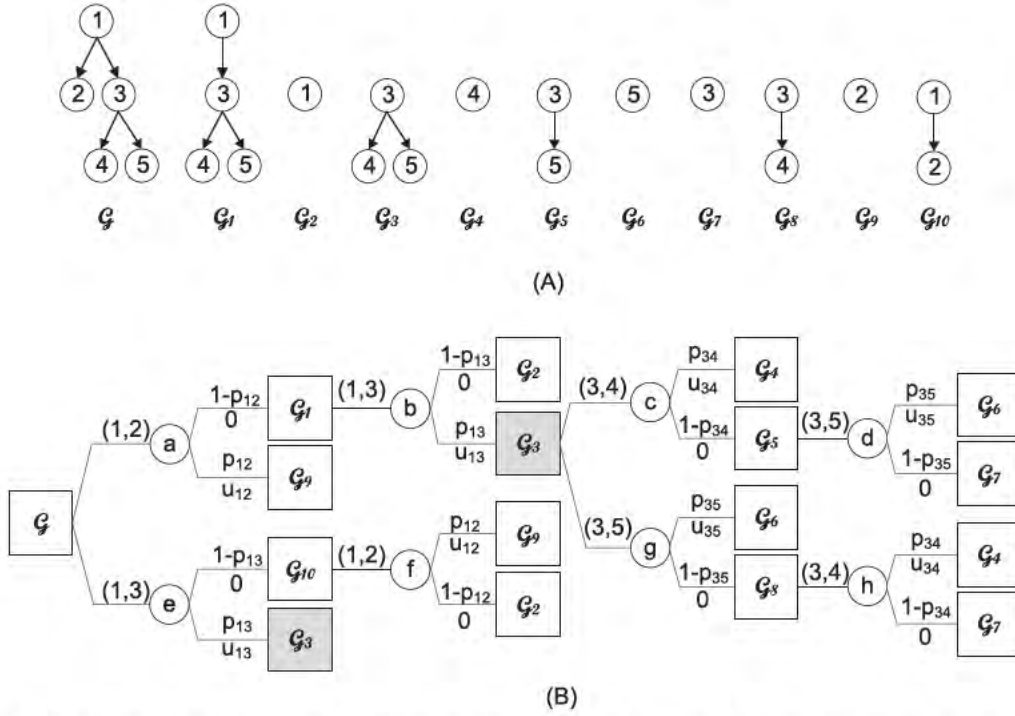 1 1
2 3 3 1 3 4 3 5 3 3 2 1
4 5 4 5 4 5 5 4 2
𝒢 𝒢1 𝒢2 𝒢3 𝒢4 𝒢5 𝒢6 𝒢7 𝒢8 𝒢9 𝒢10
(A)
1-p13 0 𝒢2
p34 u34 𝒢4
1-p12 0 𝒢1 (1,3) b
(3,4) c
p35 u35 𝒢6
(1,2) a
p13 u13 𝒢3
1-p34 0 𝒢5 (3,5) d
p12 u12 𝒢9
1-p35 0 𝒢7
𝒢
p12 u12 𝒢9
(3,5) g
p35 u35 𝒢6
p34 u34 𝒢4
(1,3) e
1-p13 0 𝒢10 (1,2) f
1-p35 0 𝒢8 (3,4) h
1-p12 0 𝒢2
p13 u13 𝒢3
1-p34 0 𝒢7
(B)